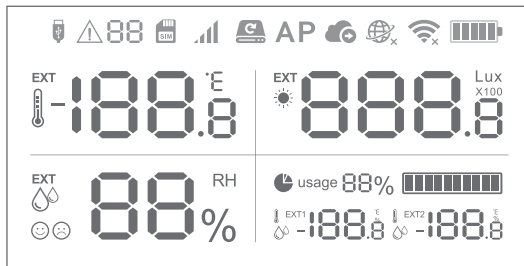 88 SIM AP
EXT -188.8 °F
EXT 888.8 Lux X100
EXT 88% RH
usage 88%
EXT1 -188.8 % EXT2 -188.8 %